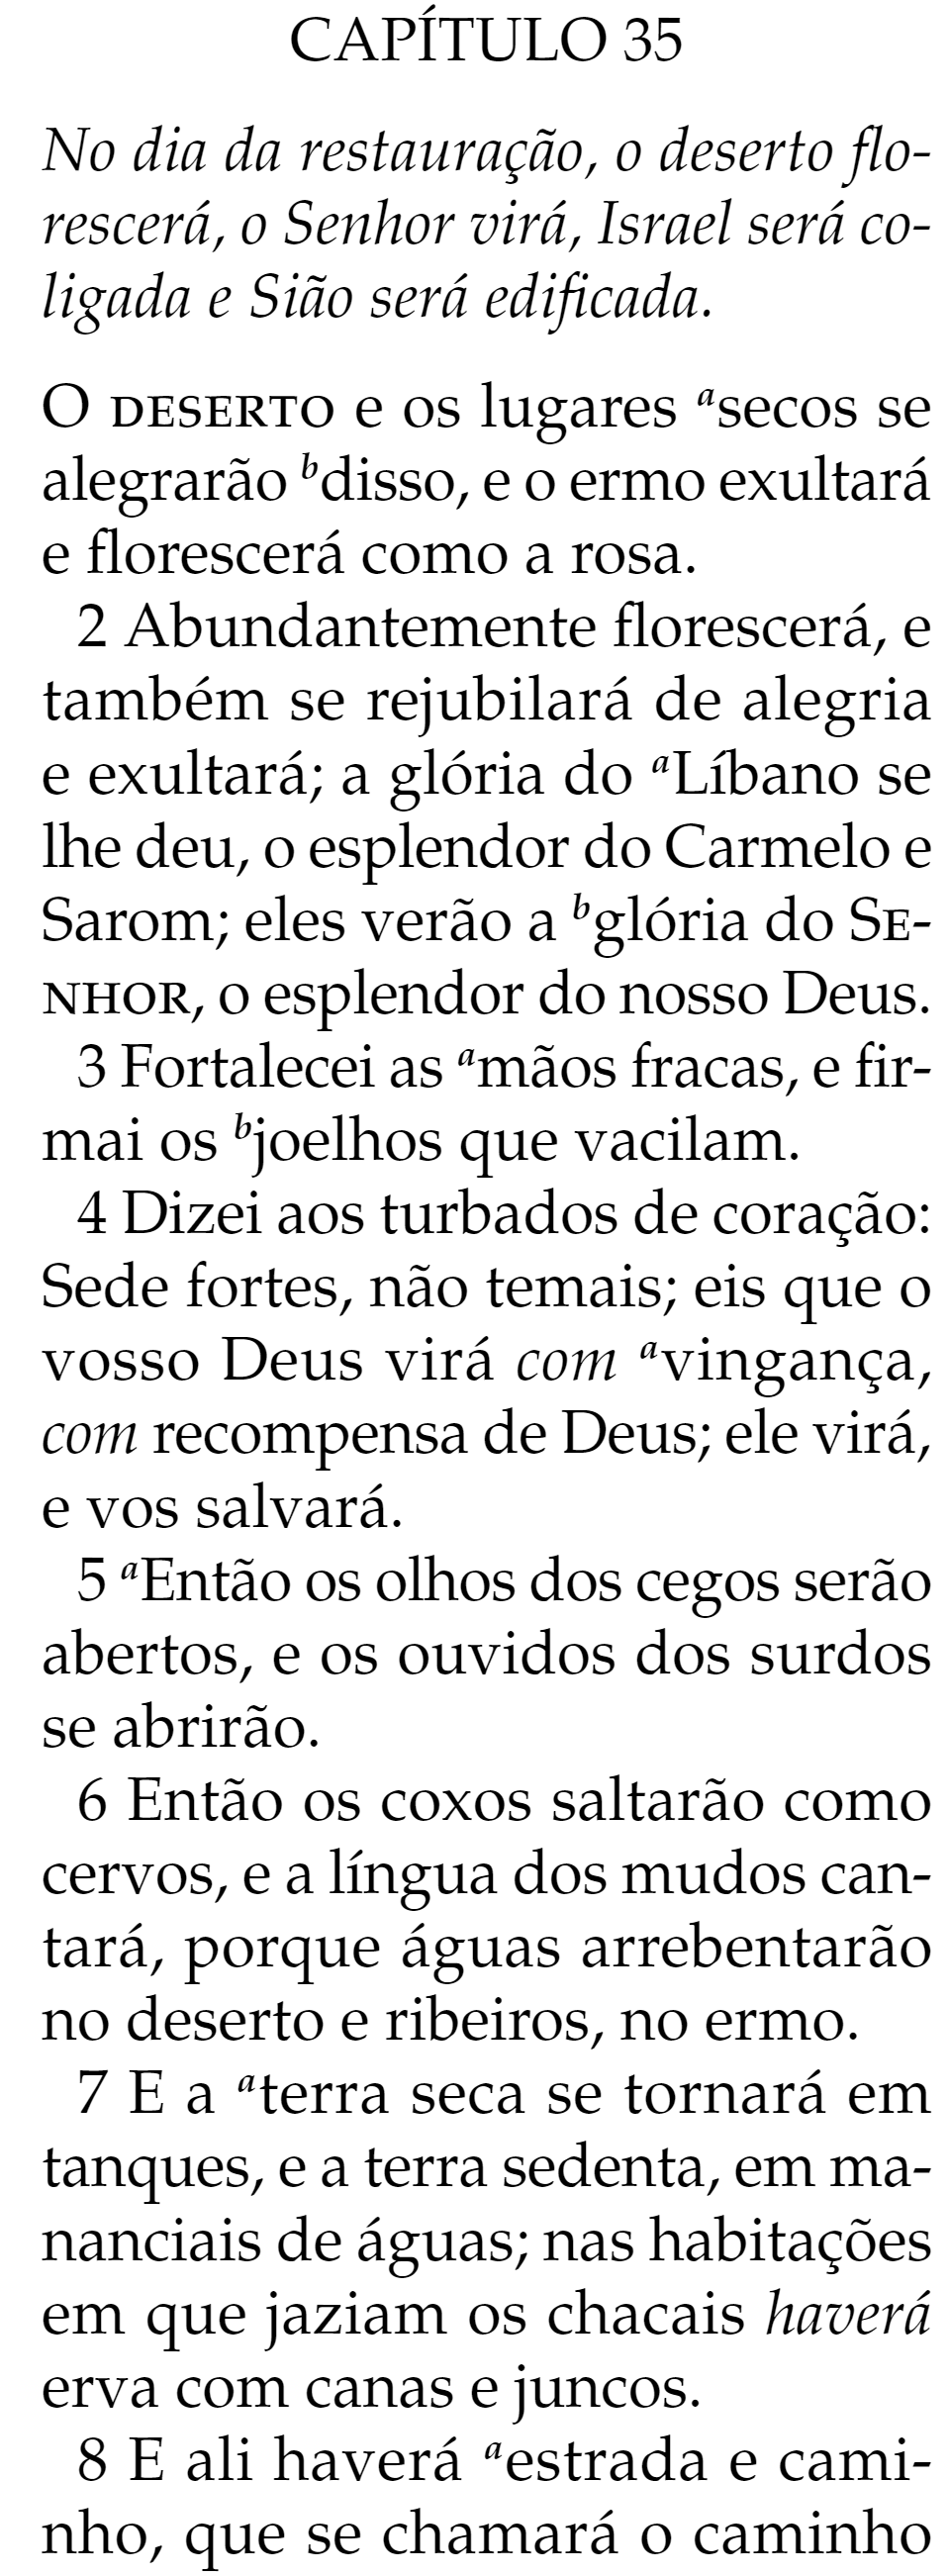 CAPÍTULO 35
No dia da restauração, o deserto flo-
rescerá, o Senhor virá, Israel será co-
ligada e Sião será edificada.
O DESERTO e os lugares ᵃsecos se
alegrarão ᵇdisso, e o ermo exultará
e florescerá como a rosa.
2 Abundantemente florescerá, e
também se rejubilará de alegria
e exultará; a glória do ᵃLíbano se
lhe deu, o esplendor do Carmelo e
Sarom; eles verão a ᵇglória do SE-
NHOR, o esplendor do nosso Deus.
3 Fortalecei as ᵃmãos fracas, e fir-
mai os ᵇjoelhos que vacilam.
4 Dizei aos turbados de coração:
Sede fortes, não temais; eis que o
vosso Deus virá com ᵃvingança,
com recompensa de Deus; ele virá,
e vos salvará.
5 ᵃEntão os olhos dos cegos serão
abertos, e os ouvidos dos surdos
se abrirão.
6 Então os coxos saltarão como
cervos, e a língua dos mudos can-
tará, porque águas arrebentarão
no deserto e ribeiros, no ermo.
7 E a ᵃterra seca se tornará em
tanques, e a terra sedenta, em ma-
nanciais de águas; nas habitações
em que jaziam os chacais haverá
erva com canas e juncos.
8 E ali haverá ᵃestrada e cami-
nho, que se chamará o caminho